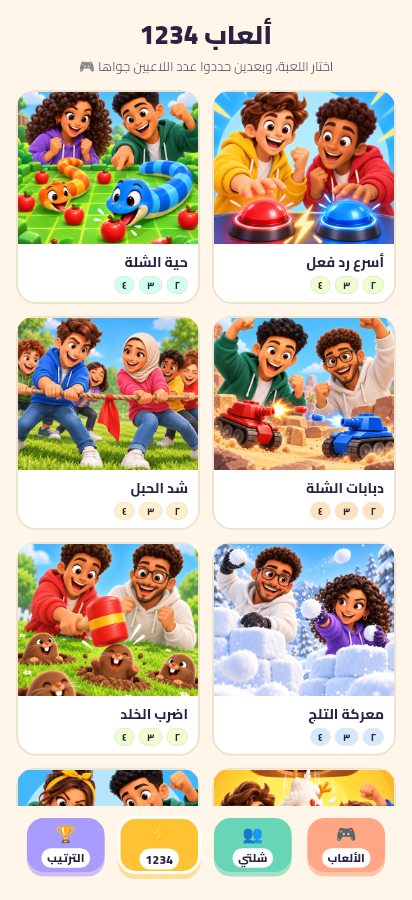 ألعاب 1234
اختار اللعبة، وبعدين حددوا عدد اللاعبين جواها 🎮
أسرع رد فعل
٢ ٣ ٤
حية الشلة
٢ ٣ ٤
دبابات الشلة
٢ ٣ ٤
شد الحبل
٢ ٣ ٤
معركة التلج
٢ ٣ ٤
اضرب الخلد
٢ ٣ ٤
الألعاب
شلتي
1234
الترتيب